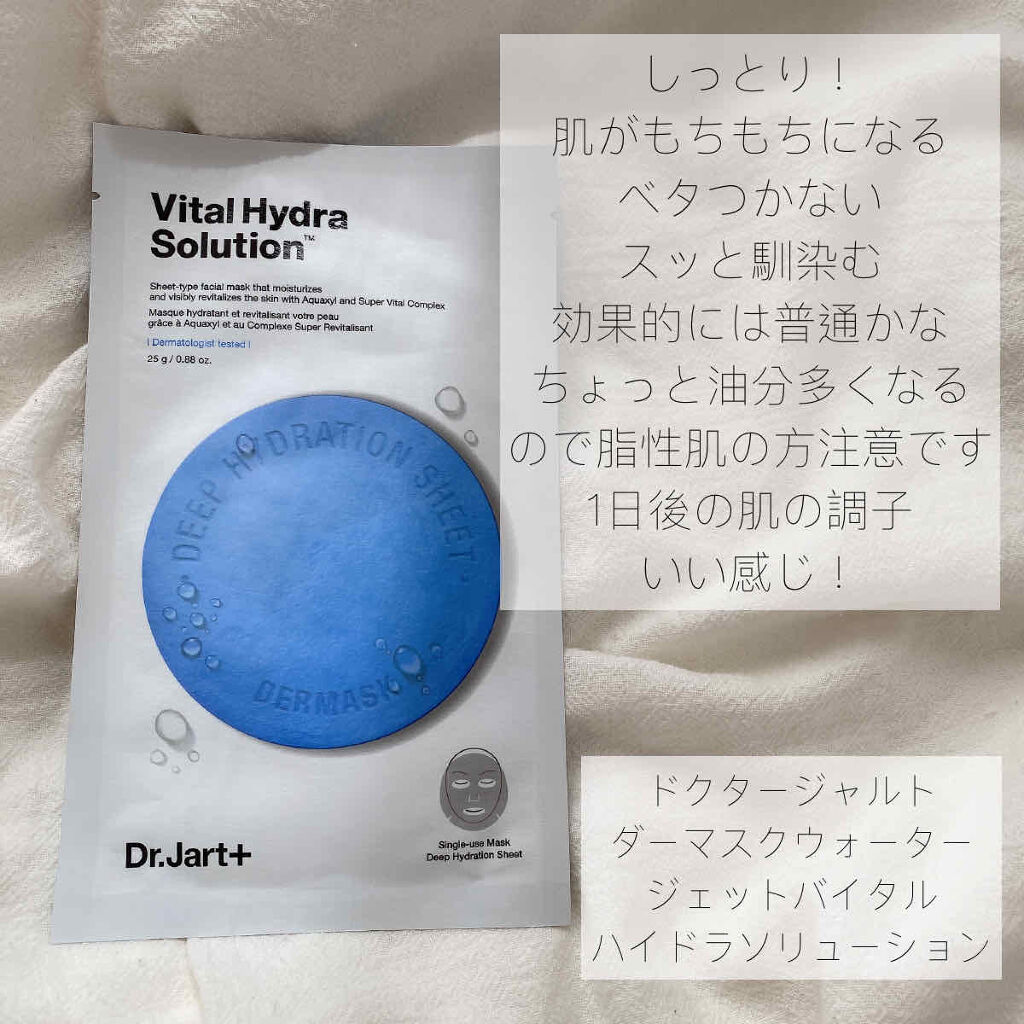 Vital Hydra
Solution™
Sheet-type facial mask that moisturizes
and visibly revitalizes the skin with Aquaxyl and Super Vital Complex
Masque hydratant et revitalisant votre peau
grâce à Aquaxyl et au Complexe Super Revitalisant
| Dermatologist tested |
25 g / 0.88 oz.
DEEP HYDRATION SHEET
DERMASK
Single-use Mask
Deep Hydration Sheet
Dr.Jart+
しっとり！
肌がもちもちになる
ベタつかない
スッと馴染む
効果的には普通かな
ちょっと油分多くなる
ので脂性肌の方注意です
1日後の肌の調子
いい感じ！
ドクタージャルト
ダーマスクウォーター
ジェットバイタル
ハイドラソリューション